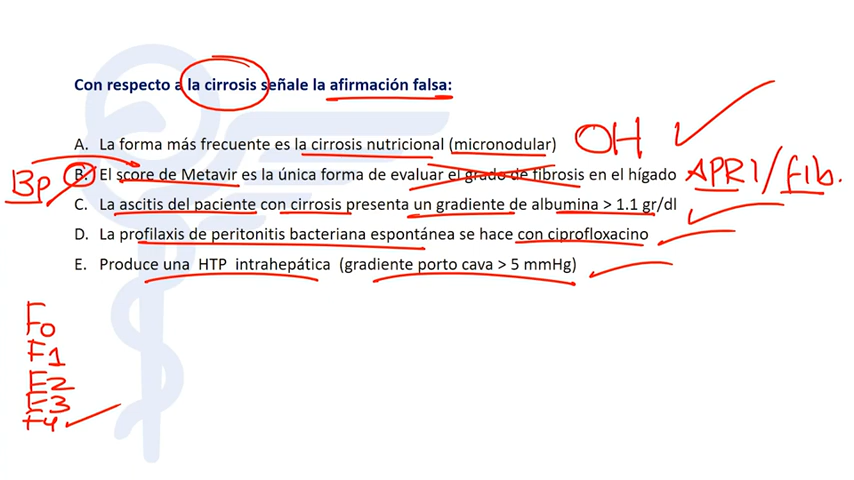 Con respecto a la cirrosis señale la afirmación falsa:
A. La forma más frecuente es la cirrosis nutricional (micronodular)
OH
B. El score de Metavir es la única forma de evaluar el grado de fibrosis en el hígado
Bp
APRI/Fib.
C. La ascitis del paciente con cirrosis presenta un gradiente de albumina > 1.1 gr/dl
D. La profilaxis de peritonitis bacteriana espontánea se hace con ciprofloxacino
E. Produce una HTP intrahepática (gradiente porto cava > 5 mmHg)
F0
F1
F2
F3
F4